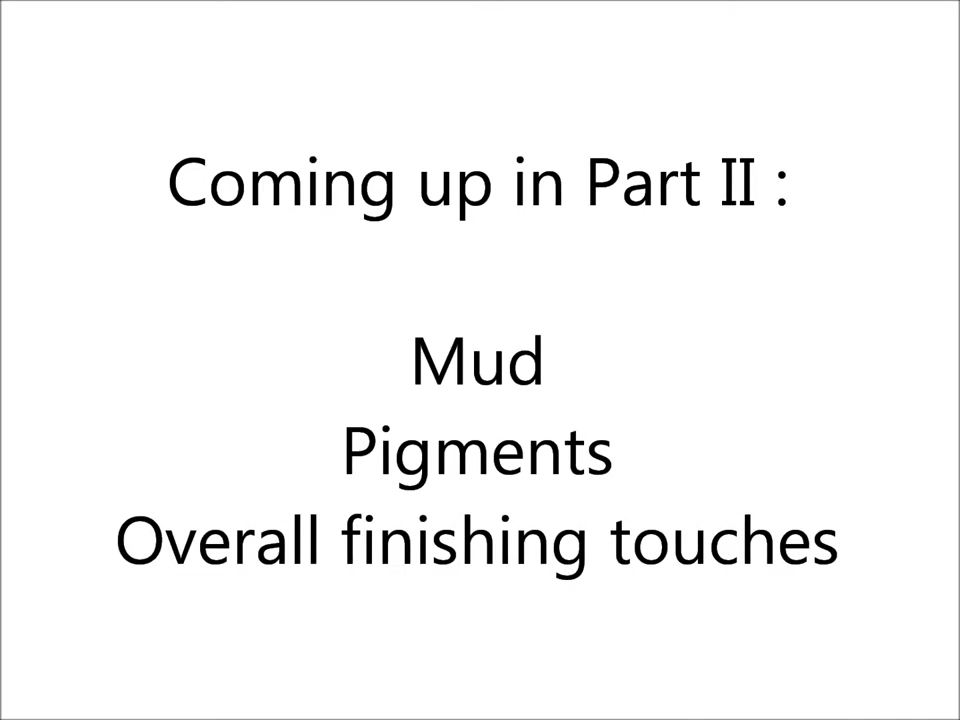 Coming up in Part II :
Mud
Pigments
Overall finishing touches